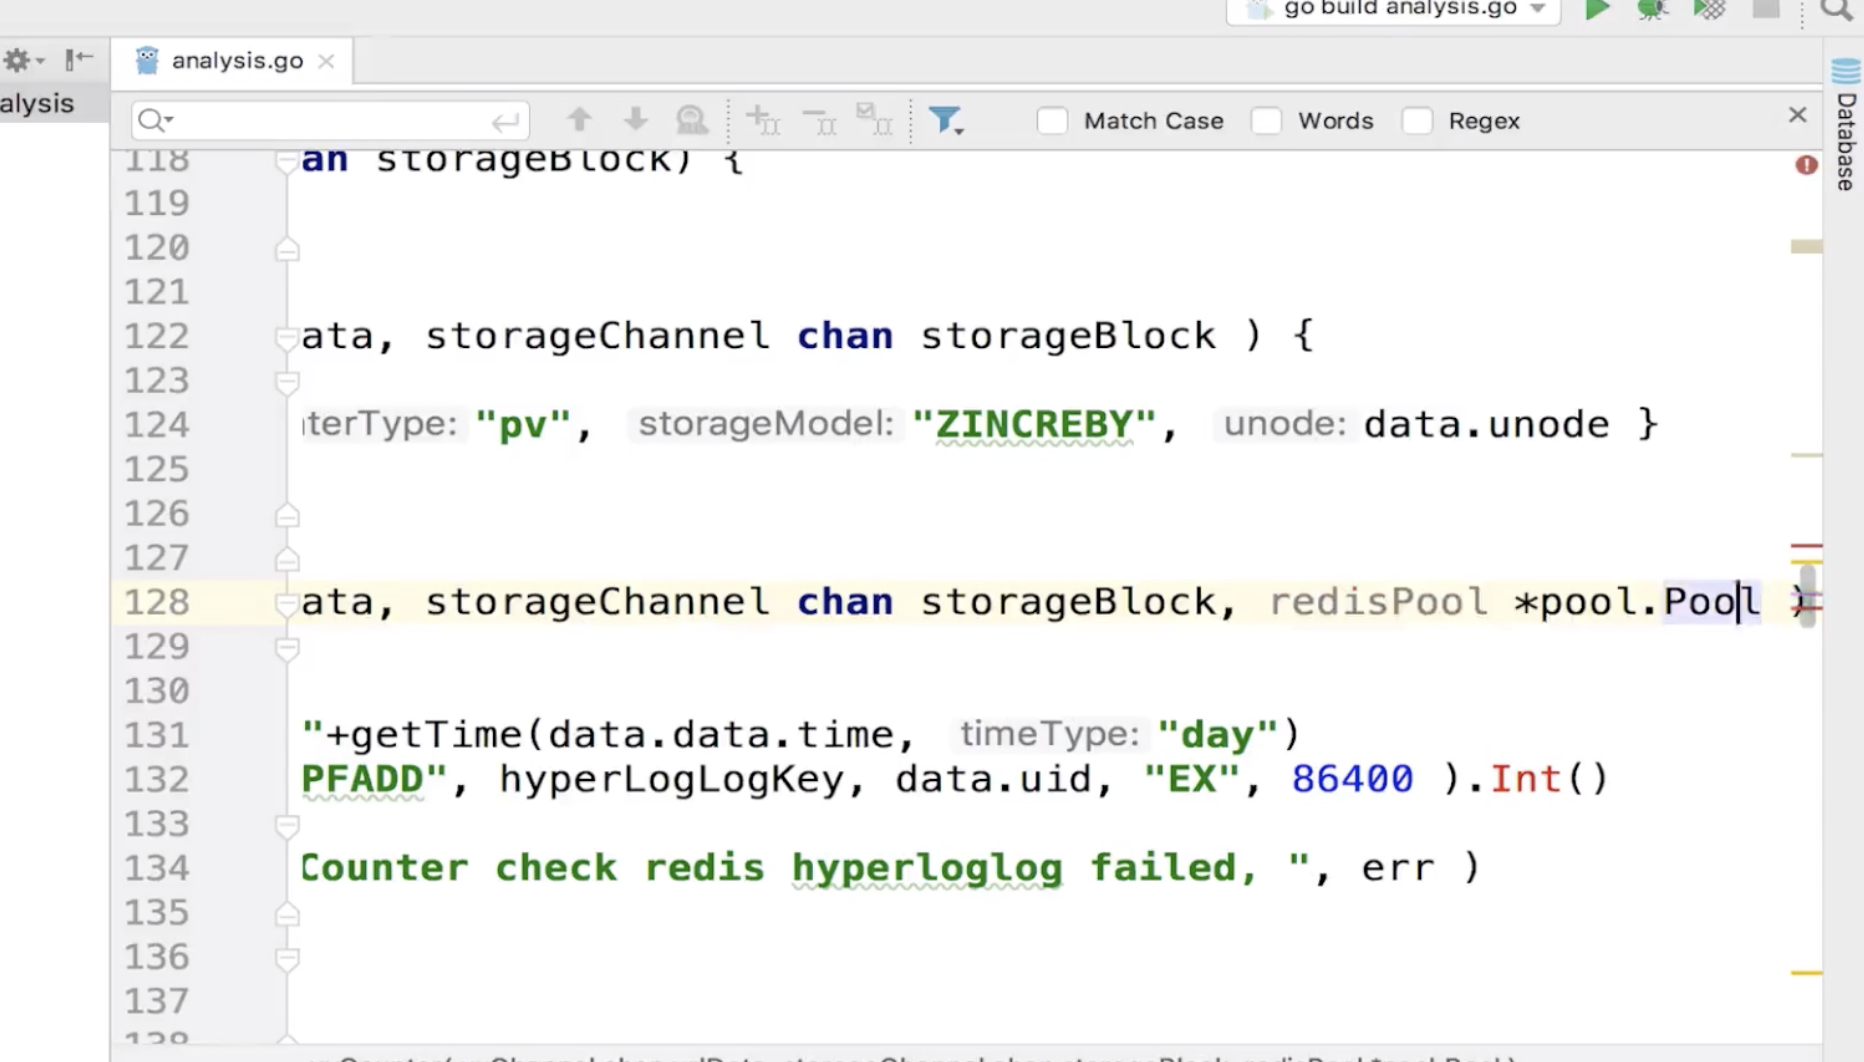 go build analysis.go
analysis.go
alysis
Match Case Words Regex
Database
118 an storageBlock) {
119
120
121
122 ata, storageChannel chan storageBlock ) {
123
124 terType: "pv", storageModel: "ZINCREBY", unode: data.unode }
125
126
127
128 ata, storageChannel chan storageBlock, redisPool *pool.Pool )
129
130
131 "+getTime(data.data.time, timeType: "day")
132 PFADD", hyperLogLogKey, data.uid, "EX", 86400 ).Int()
133
134 Counter check redis hyperloglog failed, ", err )
135
136
137
138